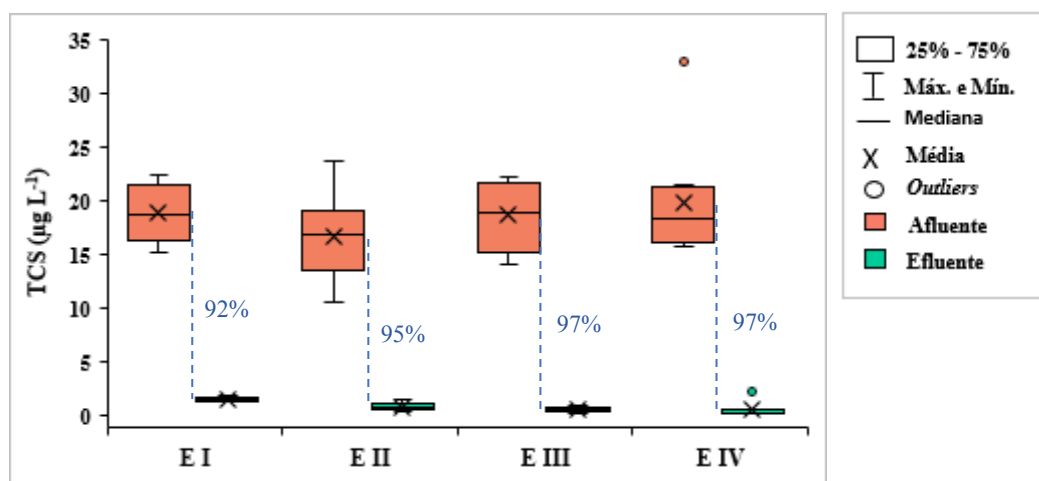 TCS (µg L⁻¹)
35
30
25
20
15
10
5
0
92%
95%
97%
97%
E I
E II
E III
E IV
25% - 75%
Máx. e Mín.
Mediana
Média
Outliers
Afluente
Efluente